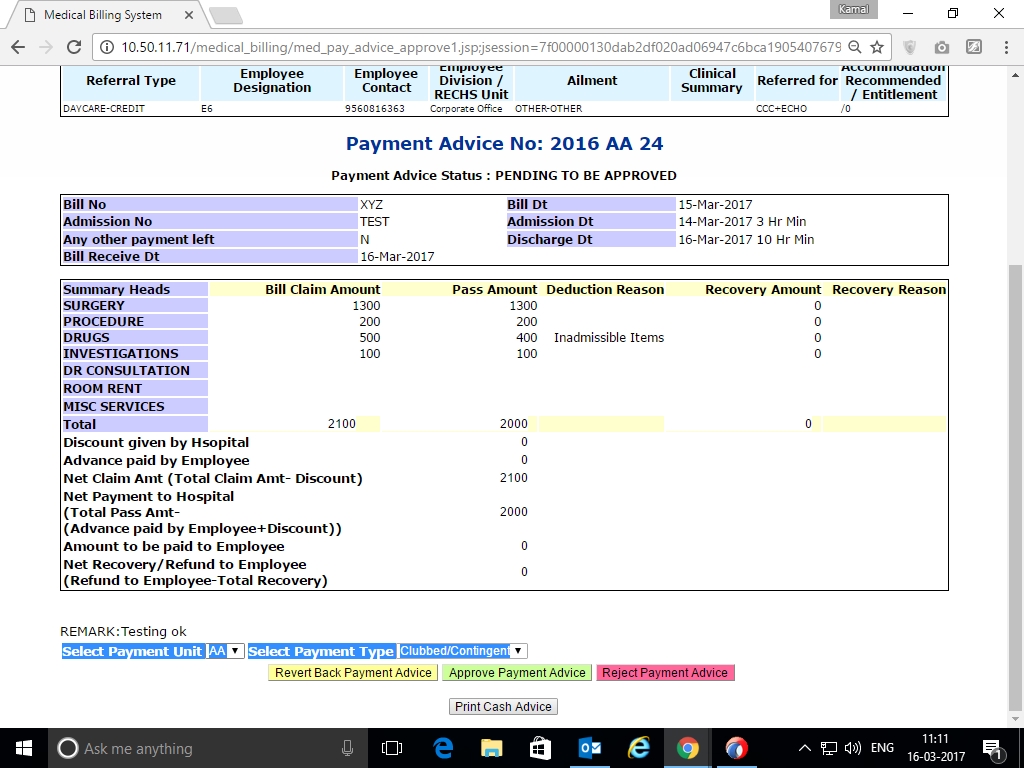 Medical Billing System
Kamal
10.50.11.71/medical_billing/med_pay_advice_approve1.jsp;jsession=7f00000130dab2df020ad06947c6bca1905407679
Referral Type Employee Designation Employee Contact Employee Division / RECHS Unit Ailment Clinical Summary Referred for Accommodation Recommended / Entitlement
DAYCARE-CREDIT E6 9560816363 Corporate Office OTHER-OTHER CCC+ECHO /0
Payment Advice No: 2016 AA 24
Payment Advice Status : PENDING TO BE APPROVED
Bill No XYZ Bill Dt 15-Mar-2017
Admission No TEST Admission Dt 14-Mar-2017 3 Hr Min
Any other payment left N Discharge Dt 16-Mar-2017 10 Hr Min
Bill Receive Dt 16-Mar-2017
Summary Heads Bill Claim Amount Pass Amount Deduction Reason Recovery Amount Recovery Reason
SURGERY 1300 1300 0
PROCEDURE 200 200 0
DRUGS 500 400 Inadmissible Items 0
INVESTIGATIONS 100 100 0
DR CONSULTATION
ROOM RENT
MISC SERVICES
Total 2100 2000 0
Discount given by Hsopital 0
Advance paid by Employee 0
Net Claim Amt (Total Claim Amt- Discount) 2100
Net Payment to Hospital
(Total Pass Amt- 2000
(Advance paid by Employee+Discount))
Amount to be paid to Employee 0
Net Recovery/Refund to Employee
(Refund to Employee-Total Recovery) 0
REMARK:Testing ok
Select Payment Unit AA Select Payment Type Clubbed/Contingent
Revert Back Payment Advice Approve Payment Advice Reject Payment Advice
Print Cash Advice
Ask me anything
ENG
11:11
16-03-2017
1